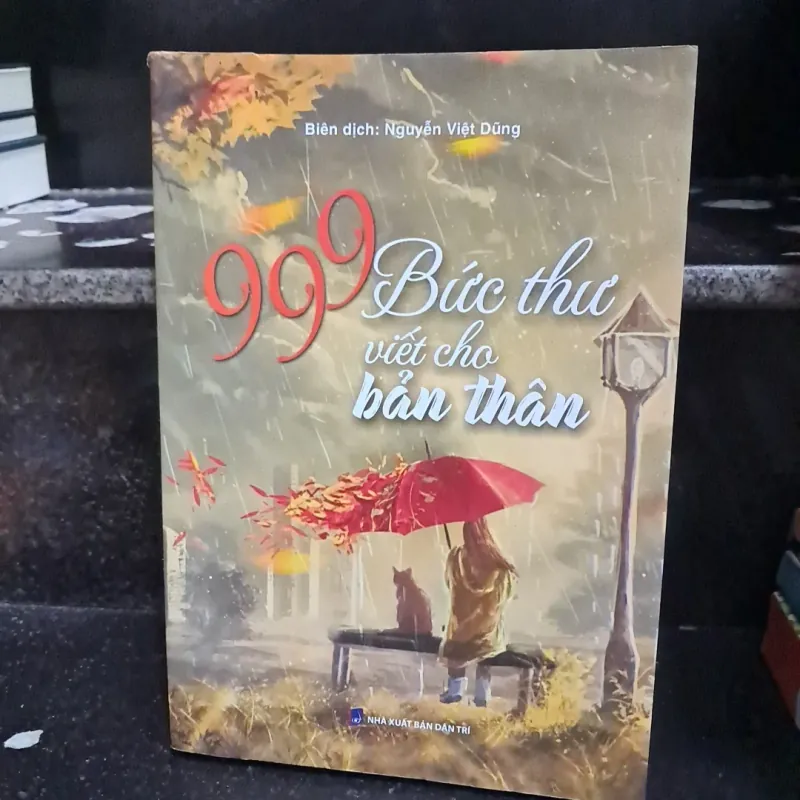 Biên dịch: Nguyễn Việt Dũng
999 Bức thư
viết cho
bản thân
NHÀ XUẤT BẢN DÂN TRÍ